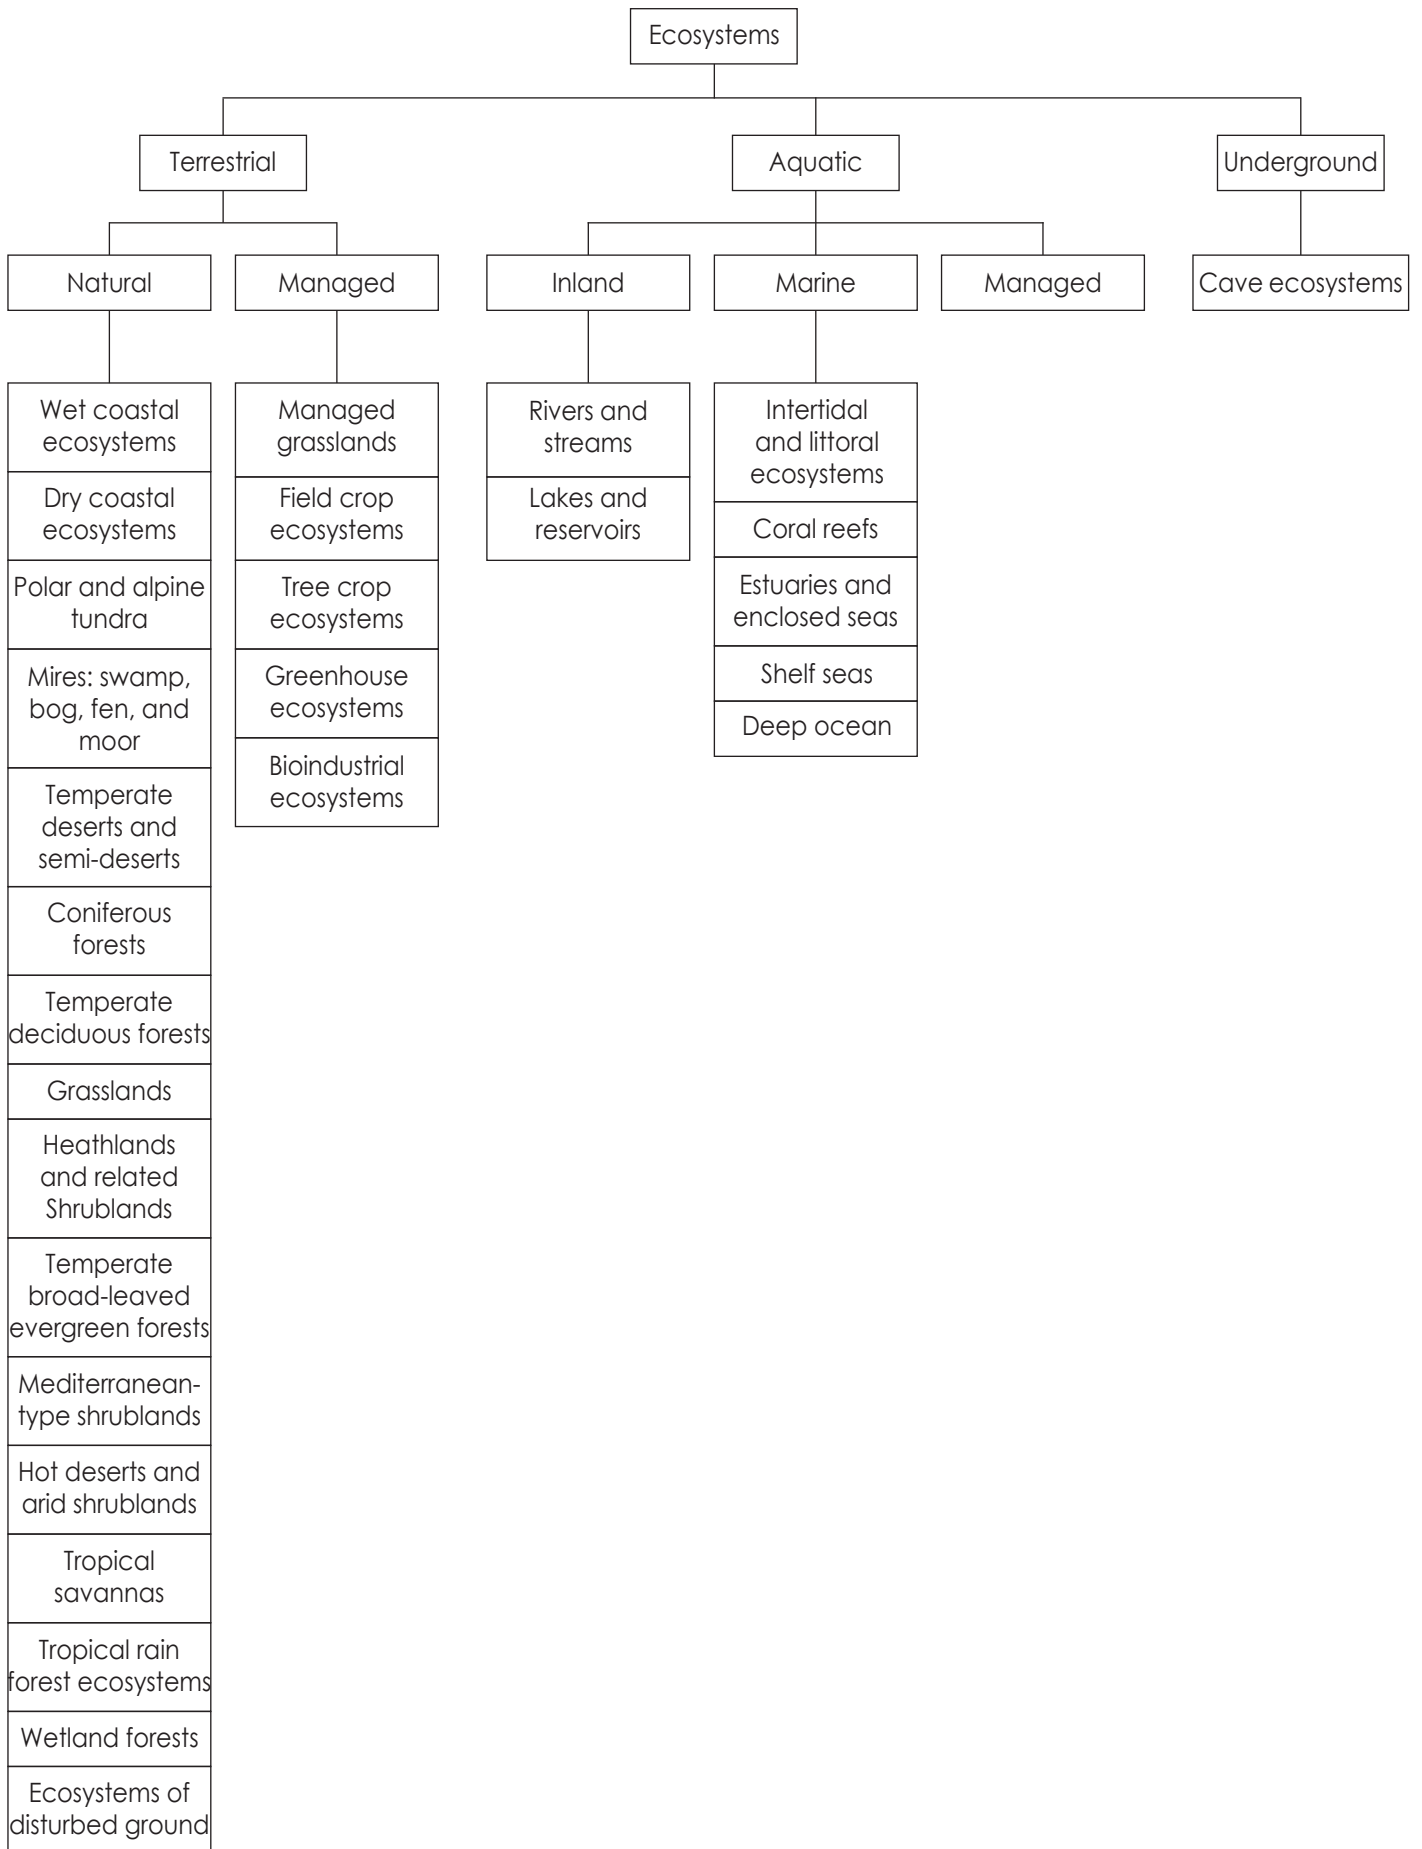 Ecosystems
Terrestrial
Aquatic
Underground
Natural
Managed
Inland
Marine
Managed
Cave ecosystems
Wet coastal
ecosystems
Dry coastal
ecosystems
Polar and alpine
tundra
Mires: swamp,
bog, fen, and
moor
Temperate
deserts and
semi-deserts
Coniferous
forests
Temperate
deciduous forests
Grasslands
Heathlands
and related
Shrublands
Temperate
broad-leaved
evergreen forests
Mediterranean-
type shrublands
Hot deserts and
arid shrublands
Tropical
savannas
Tropical rain
forest ecosystems
Wetland forests
Ecosystems of
disturbed ground
Managed
grasslands
Field crop
ecosystems
Tree crop
ecosystems
Greenhouse
ecosystems
Bioindustrial
ecosystems
Rivers and
streams
Lakes and
reservoirs
Intertidal
and littoral
ecosystems
Coral reefs
Estuaries and
enclosed seas
Shelf seas
Deep ocean